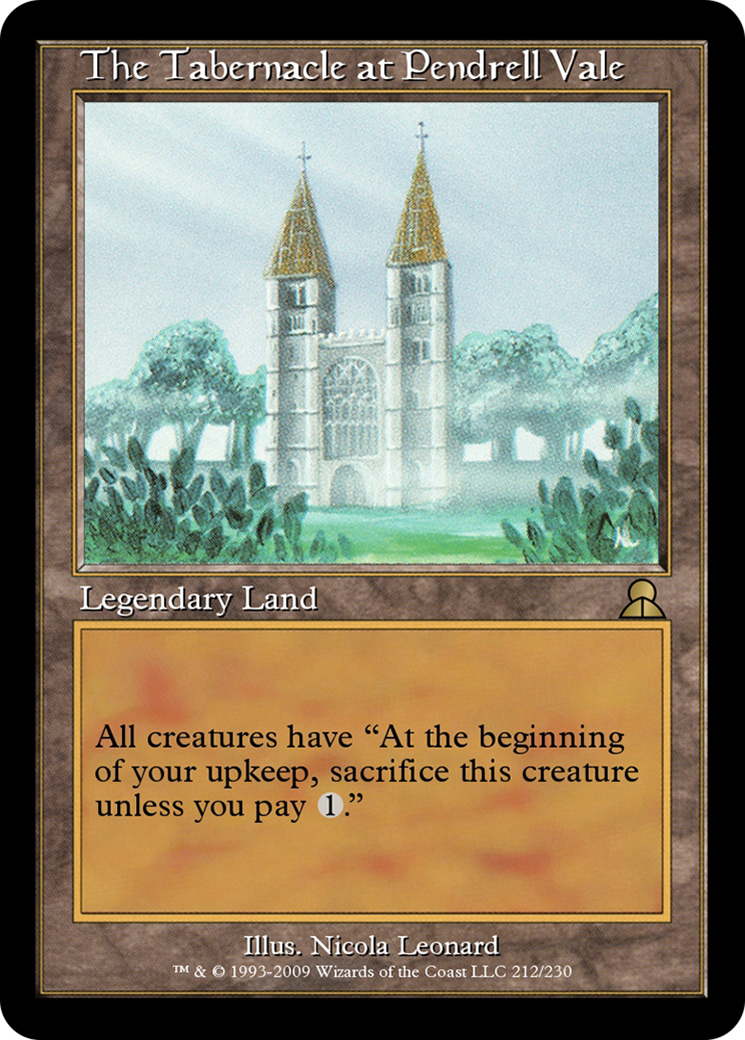 The Tabernacle at Pendrell Vale
NL
Legendary Land
All creatures have “At the beginning
of your upkeep, sacrifice this creature
unless you pay 1.”
Illus. Nicola Leonard
™ & © 1993-2009 Wizards of the Coast LLC 212/230